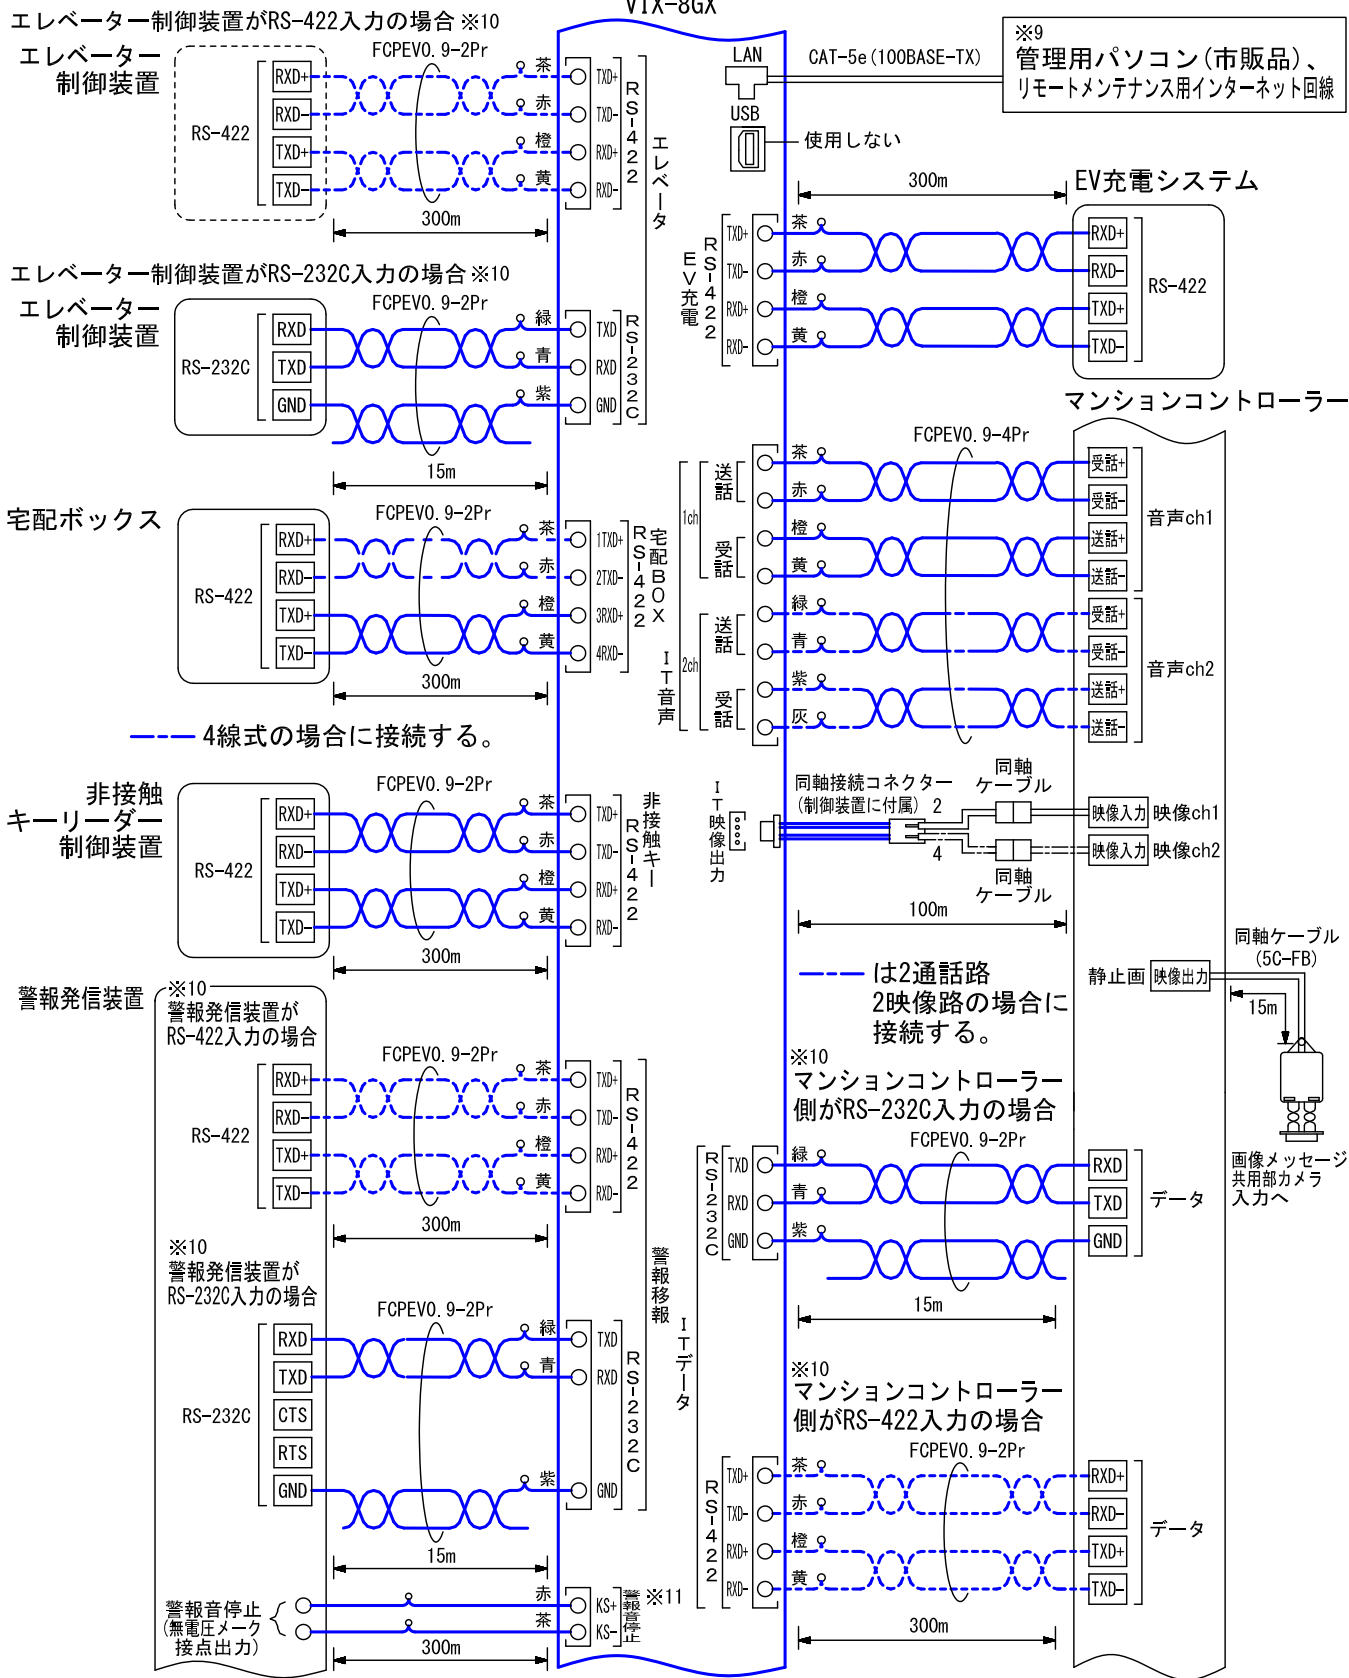 VIX-8GX
エレベーター制御装置がRS-422入力の場合 ※10
エレベーター
制御装置
FCPEV0.9-2Pr
RS-422
RXD+
RXD-
TXD+
TXD-
茶
赤
橙
黄
TXD+
TXD-
RXD+
RXD-
RS-422
エレベータ
300m
エレベーター制御装置がRS-232C入力の場合 ※10
エレベーター
制御装置
FCPEV0.9-2Pr
RS-232C
RXD
TXD
GND
緑
青
紫
TXD
RXD
GND
RS-232C
15m
宅配ボックス
FCPEV0.9-2Pr
RS-422
RXD+
RXD-
TXD+
TXD-
茶
赤
橙
黄
1TXD+
2TXD-
3RXD+
4RXD-
RS-422
宅配BOX
300m
4線式の場合に接続する。
非接触
キーリーダー
制御装置
FCPEV0.9-2Pr
RS-422
RXD+
RXD-
TXD+
TXD-
茶
赤
橙
黄
TXD+
TXD-
RXD+
RXD-
RS-422
非接触キー
300m
警報発信装置
※10
警報発信装置が
RS-422入力の場合
FCPEV0.9-2Pr
RS-422
RXD+
RXD-
TXD+
TXD-
茶
赤
橙
黄
TXD+
TXD-
RXD+
RXD-
RS-422
300m
※10
警報発信装置が
RS-232C入力の場合
警報移報
FCPEV0.9-2Pr
RS-232C
RXD
TXD
CTS
RTS
GND
緑
青
紫
TXD
RXD
GND
RS-232C
15m
警報音停止
(無電圧メーク
接点出力)
赤
茶
KS+
KS-
警報音停止
※11
300m
LAN
CAT-5e(100BASE-TX)
※9
管理用パソコン(市販品)、
リモートメンテナンス用インターネット回線
USB
使用しない
300m
EV充電システム
EV充電
RS-422
TXD+
TXD-
RXD+
RXD-
茶
赤
橙
黄
RXD+
RXD-
TXD+
TXD-
RS-422
マンションコントローラー
FCPEV0.9-4Pr
IT音声
1ch
送話
受話
2ch
送話
受話
茶
赤
橙
黄
緑
青
紫
灰
受話+
受話-
送話+
送話-
音声ch1
受話+
受話-
送話+
送話-
音声ch2
IT映像出力
同軸接続コネクター
(制御装置に付属)
2
4
同軸
ケーブル
同軸
ケーブル
映像入力
映像ch1
映像入力
映像ch2
100m
は2通話路
2映像路の場合に
接続する。
静止画
映像出力
同軸ケーブル
(5C-FB)
15m
画像メッセージ
共用部カメラ
入力へ
※10
マンションコントローラー
側がRS-232C入力の場合
FCPEV0.9-2Pr
RS-232C
TXD
RXD
GND
緑
青
紫
RXD
TXD
GND
データ
15m
ITデータ
※10
マンションコントローラー
側がRS-422入力の場合
FCPEV0.9-2Pr
RS-422
TXD+
TXD-
RXD+
RXD-
茶
赤
橙
黄
RXD+
RXD-
TXD+
TXD-
データ
300m